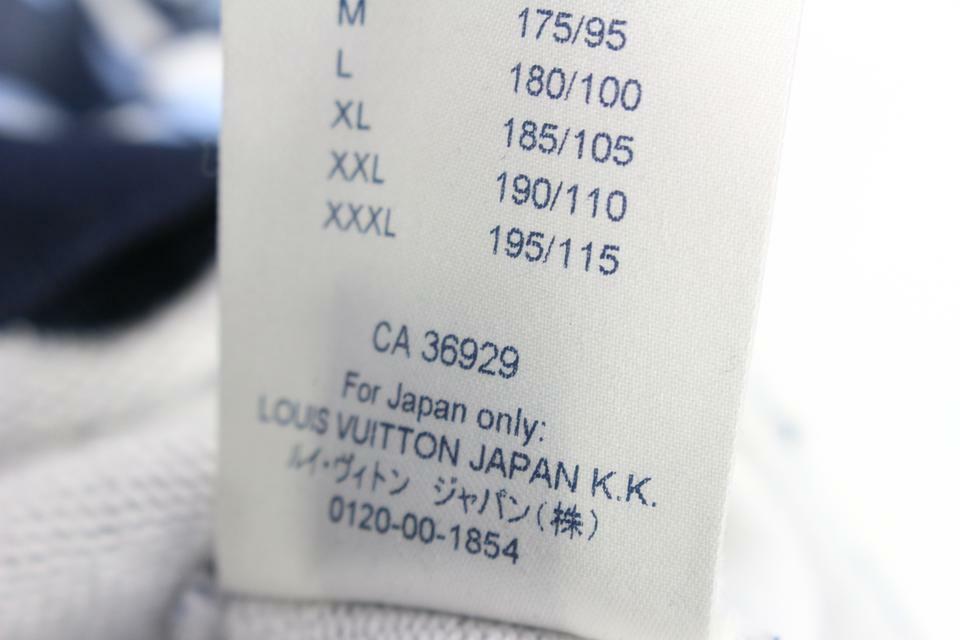 M 175/95
L 180/100
XL 185/105
XXL 190/110
XXXL 195/115
CA 36929
For Japan only:
LOUIS VUITTON JAPAN K.K.
ルイ・ヴィトン ジャパン(株)
0120-00-1854